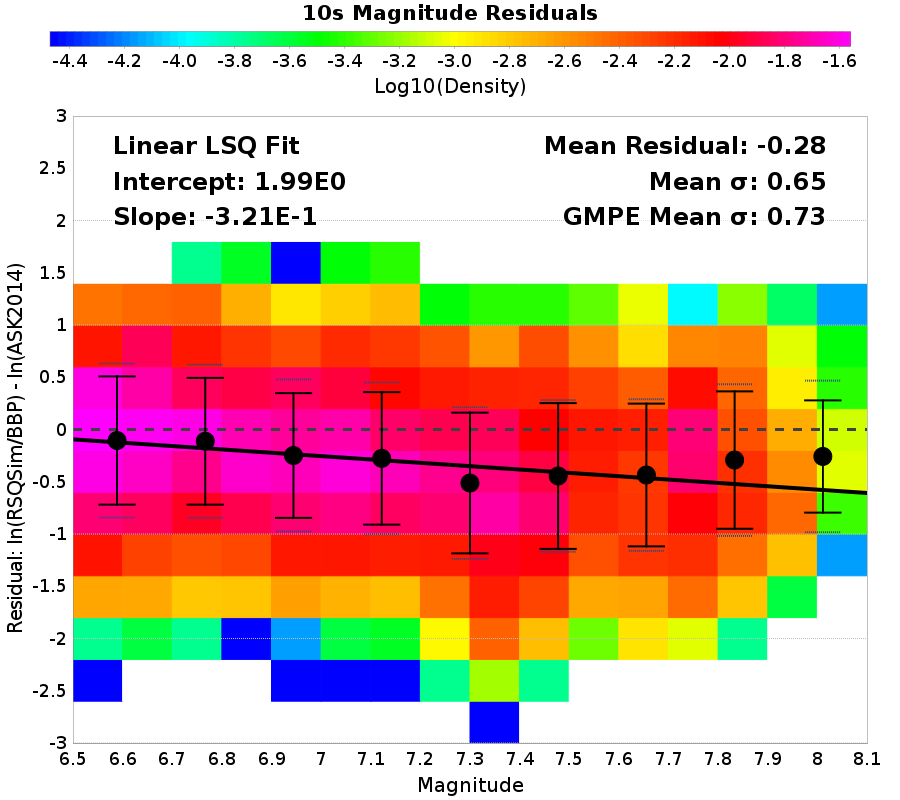 10s Magnitude Residuals
-4.4 -4.2 -4.0 -3.8 -3.6 -3.4 -3.2 -3.0 -2.8 -2.6 -2.4 -2.2 -2.0 -1.8 -1.6
Log10(Density)
Linear LSQ Fit
Intercept: 1.99E0
Slope: -3.21E-1
Mean Residual: -0.28
Mean σ: 0.65
GMPE Mean σ: 0.73
Residual: ln(RSQSim/BBP) - ln(ASK2014)
3
2.5
2
1.5
1
0.5
0
-0.5
-1
-1.5
-2
-2.5
-3
6.5 6.6 6.7 6.8 6.9 7 7.1 7.2 7.3 7.4 7.5 7.6 7.7 7.8 7.9 8 8.1
Magnitude